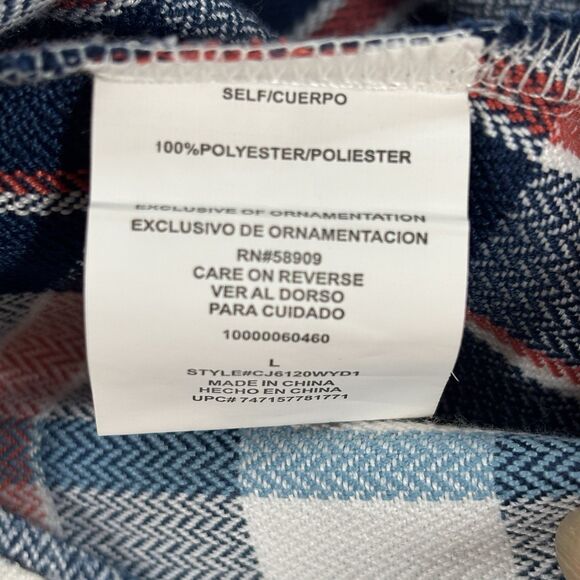 SELF/CUERPO
100%POLYESTER/POLIESTER
EXCLUSIVE OF ORNAMENTATION
EXCLUSIVO DE ORNAMENTACION
RN#58909
CARE ON REVERSE
VER AL DORSO
PARA CUIDADO
10000060460
L
STYLE#CJ6120WYD1
MADE IN CHINA
HECHO EN CHINA
UPC# 747157781771